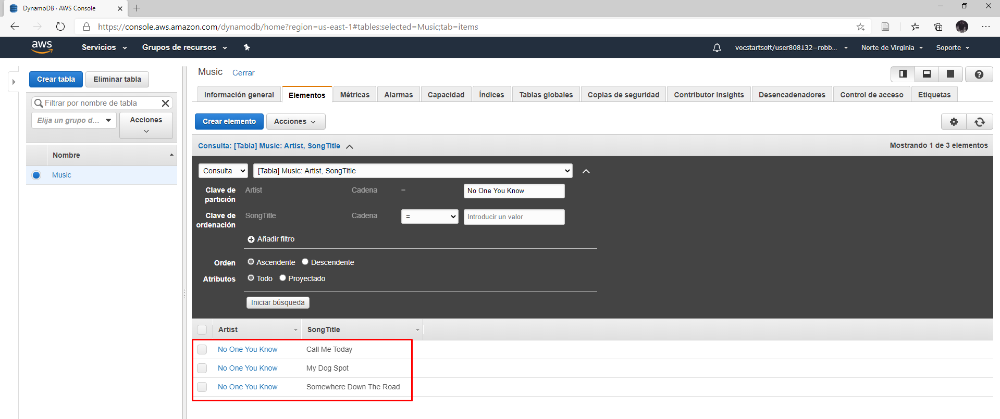 DynamoDB · AWS Console
https://console.aws.amazon.com/dynamodb/home?region=us-east-1#tables:selected=Music;tab=items
aws Servicios Grupos de recursos vocstartsoft/user808132=robb... Norte de Virginia Soporte
Crear tabla Eliminar tabla
Filtrar por nombre de tabla
Elija un grupo d... Acciones
Nombre
Music
Music Cerrar
Información general Elementos Métricas Alarmas Capacidad Índices Tablas globales Copias de seguridad Contributor Insights Desencadenadores Control de acceso Etiquetas
Crear elemento Acciones
Consulta: [Tabla] Music: Artist, SongTitle Mostrando 1 de 3 elementos
Consulta [Tabla] Music: Artist, SongTitle
Clave de partición Artist Cadena = No One You Know
Clave de ordenación SongTitle Cadena = Introducir un valor
Añadir filtro
Orden Ascendente Descendente
Atributos Todo Proyectado
Iniciar búsqueda
Artist SongTitle
No One You Know Call Me Today
No One You Know My Dog Spot
No One You Know Somewhere Down The Road